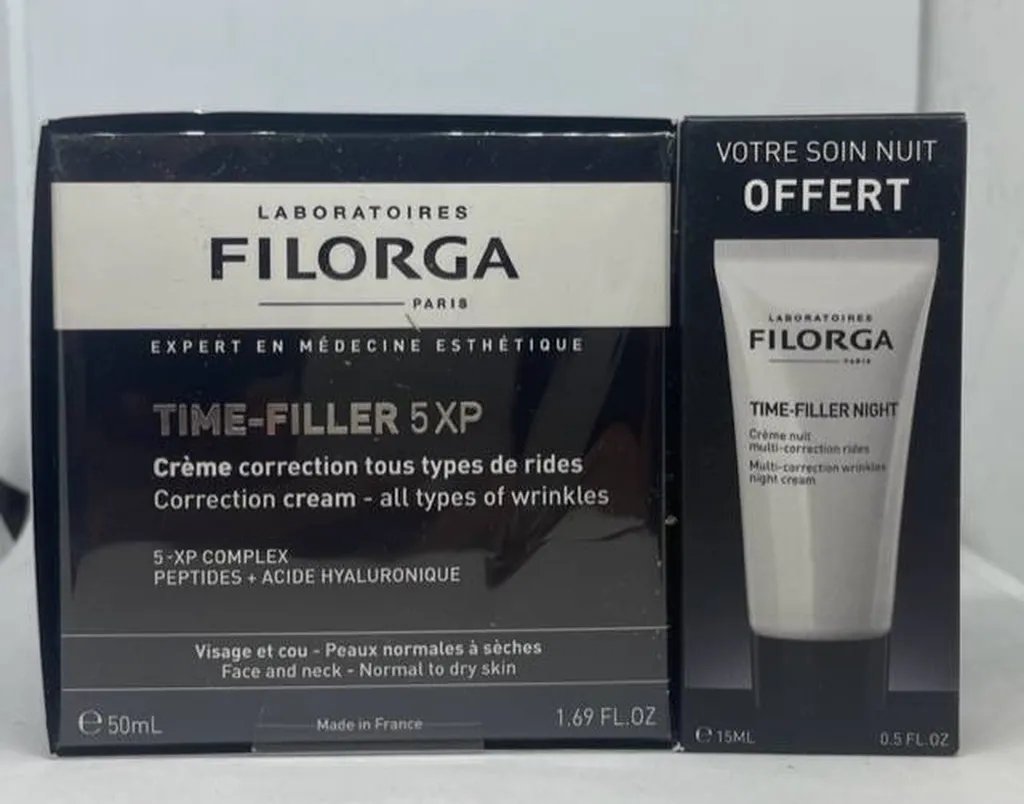 LABORATOIRES
FILORGA
PARIS
EXPERT EN MÉDECINE ESTHÉTIQUE
TIME-FILLER 5XP
Crème correction tous types de rides
Correction cream - all types of wrinkles
5-XP COMPLEX
PEPTIDES + ACIDE HYALURONIQUE
Visage et cou - Peaux normales à sèches
Face and neck - Normal to dry skin
℮ 50mL
Made in France
1.69 FL.OZ
VOTRE SOIN NUIT
OFFERT
LABORATOIRES
FILORGA
PARIS
TIME-FILLER NIGHT
Crème nuit
multi-correction rides
Multi-correction wrinkles
night cream
℮ 15ML
0.5 FL.OZ